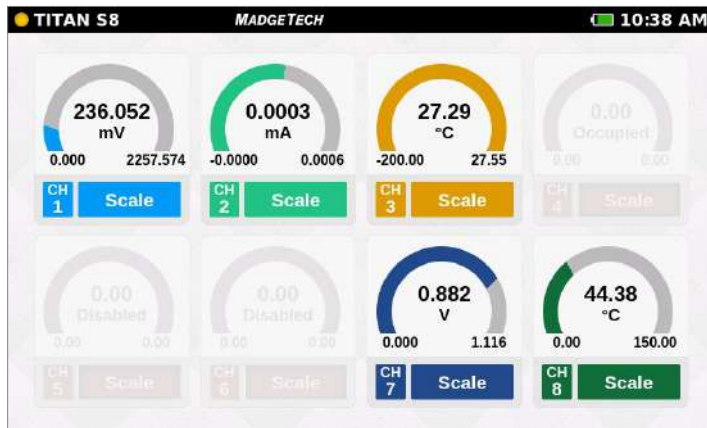 TITAN S8 MADGETECH 10:38 AM
236.052
mV
0.000 2257.574
CH
1 Scale
0.0003
mA
-0.0000 0.0006
CH
2 Scale
27.29
°C
-200.00 27.55
CH
3 Scale
0.00
Occupied
0.00 0.00
CH
4 Scale
0.00
Disabled
0.00 0.00
CH
5 Scale
0.00
Disabled
0.00 0.00
CH
6 Scale
0.882
V
0.000 1.116
CH
7 Scale
44.38
°C
0.00 150.00
CH
8 Scale